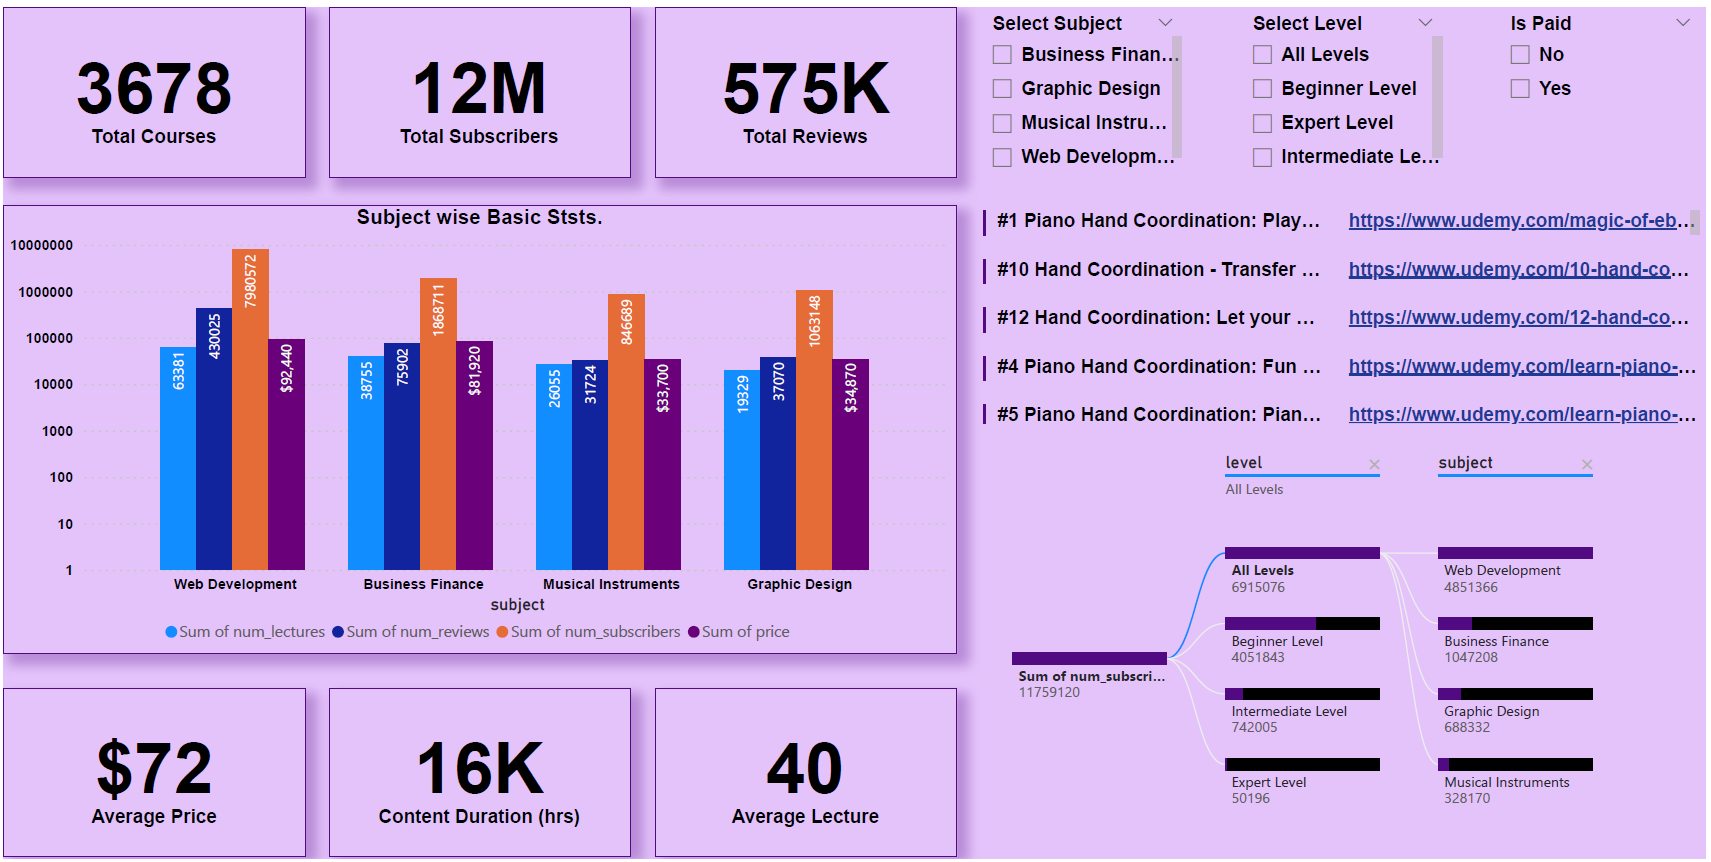 3678
Total Courses
12M
Total Subscribers
575K
Total Reviews
Select Subject
Business Finan...
Graphic Design
Musical Instru...
Web Developm...
Select Level
All Levels
Beginner Level
Expert Level
Intermediate Le...
Is Paid
No
Yes
Subject wise Basic Ststs.
10000000
1000000
100000
10000
1000
100
10
1
63381
430025
7980572
$92,440
38755
75902
1868711
$81,920
26055
31724
846689
$33,700
19329
37070
1063148
$34,870
Web Development
Business Finance
Musical Instruments
Graphic Design
subject
Sum of num_lectures
Sum of num_reviews
Sum of num_subscribers
Sum of price
#1 Piano Hand Coordination: Play... https://www.udemy.com/magic-of-eb...
#10 Hand Coordination - Transfer ... https://www.udemy.com/10-hand-co...
#12 Hand Coordination: Let your ... https://www.udemy.com/12-hand-co...
#4 Piano Hand Coordination: Fun ... https://www.udemy.com/learn-piano-...
#5 Piano Hand Coordination: Pian... https://www.udemy.com/learn-piano-...
level
All Levels
subject
Sum of num_subscri...
11759120
All Levels
6915076
Beginner Level
4051843
Intermediate Level
742005
Expert Level
50196
Web Development
4851366
Business Finance
1047208
Graphic Design
688332
Musical Instruments
328170
$72
Average Price
16K
Content Duration (hrs)
40
Average Lecture